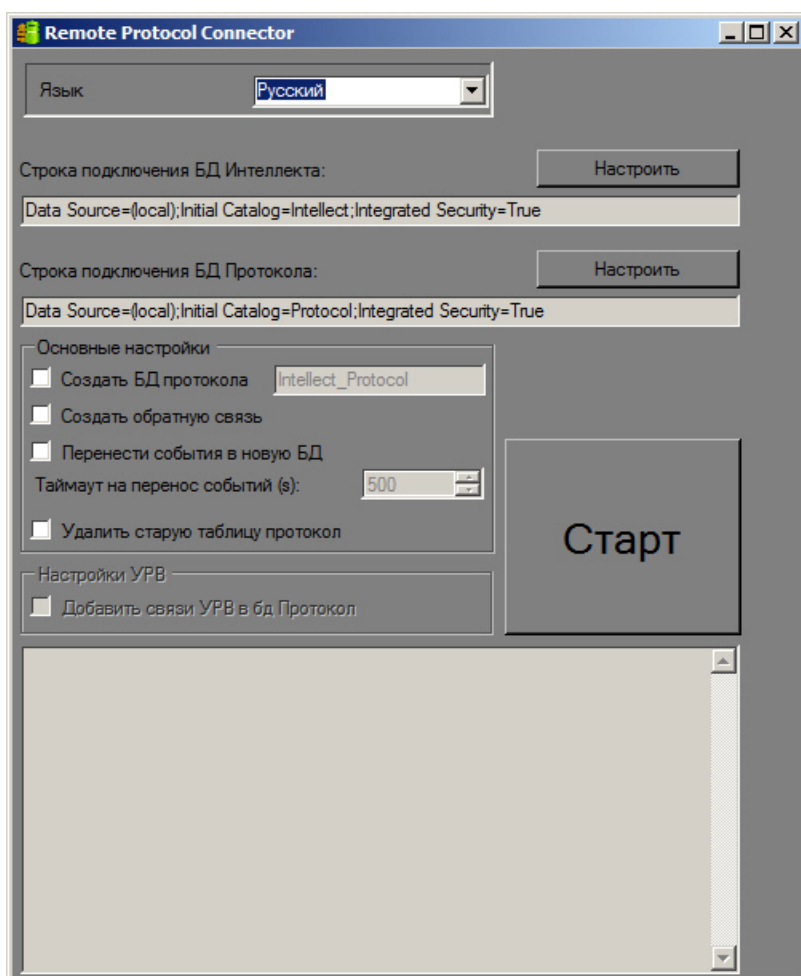 Remote Protocol Connector
Язык
Русский
Строка подключения БД Интеллекта:
Настроить
Data Source=(local);Initial Catalog=Intellect;Integrated Security=True
Строка подключения БД Протокола:
Настроить
Data Source=(local);Initial Catalog=Protocol;Integrated Security=True
Основные настройки
Создать БД протокола
Intellect_Protocol
Создать обратную связь
Перенести события в новую БД
Таймаут на перенос событий (s):
500
Удалить старую таблицу протокол
Старт
Настройки УРВ
Добавить связи УРВ в бд Протокол